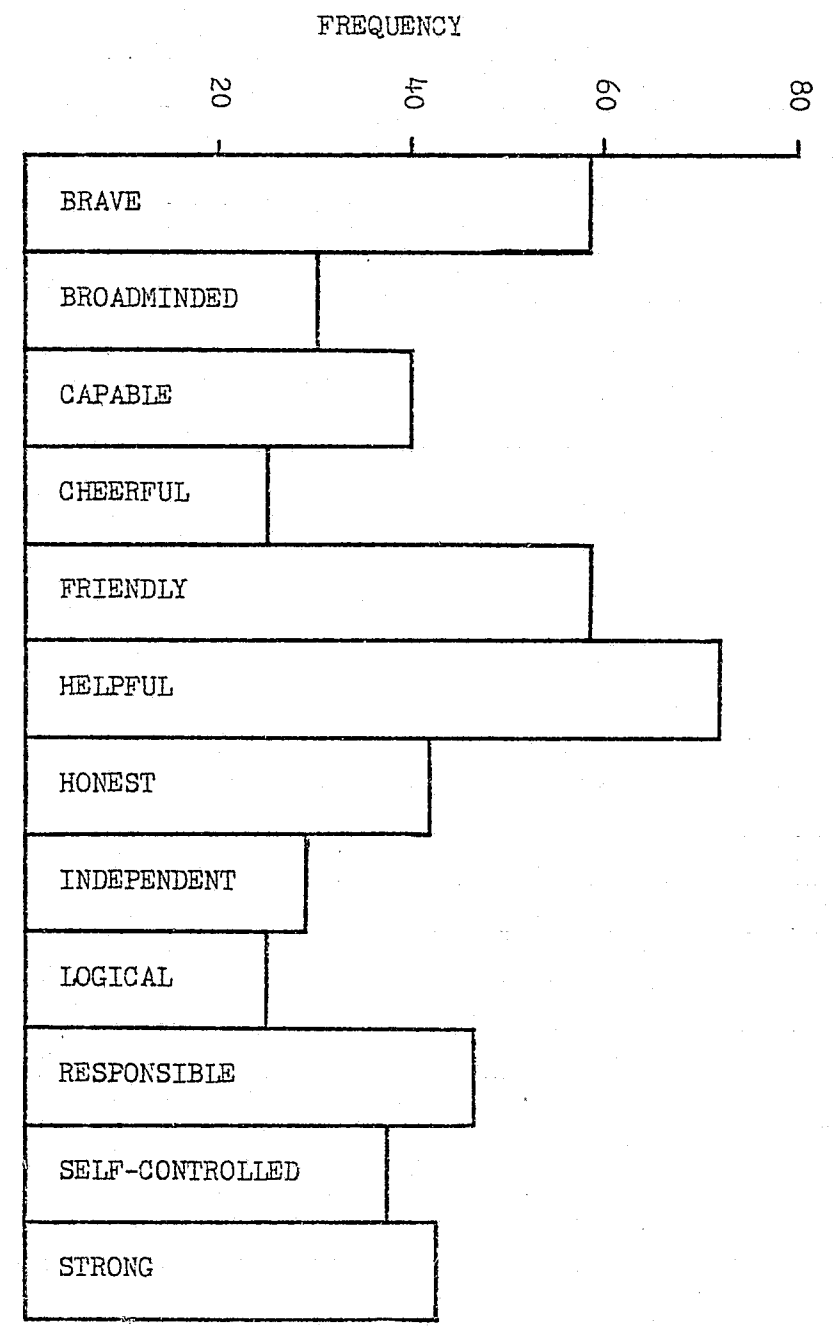 FREQUENCY
20 40 60 80
BRAVE
BROADMINDED
CAPABLE
CHEERFUL
FRIENDLY
HELPFUL
HONEST
INDEPENDENT
LOGICAL
RESPONSIBLE
SELF-CONTROLLED
STRONG